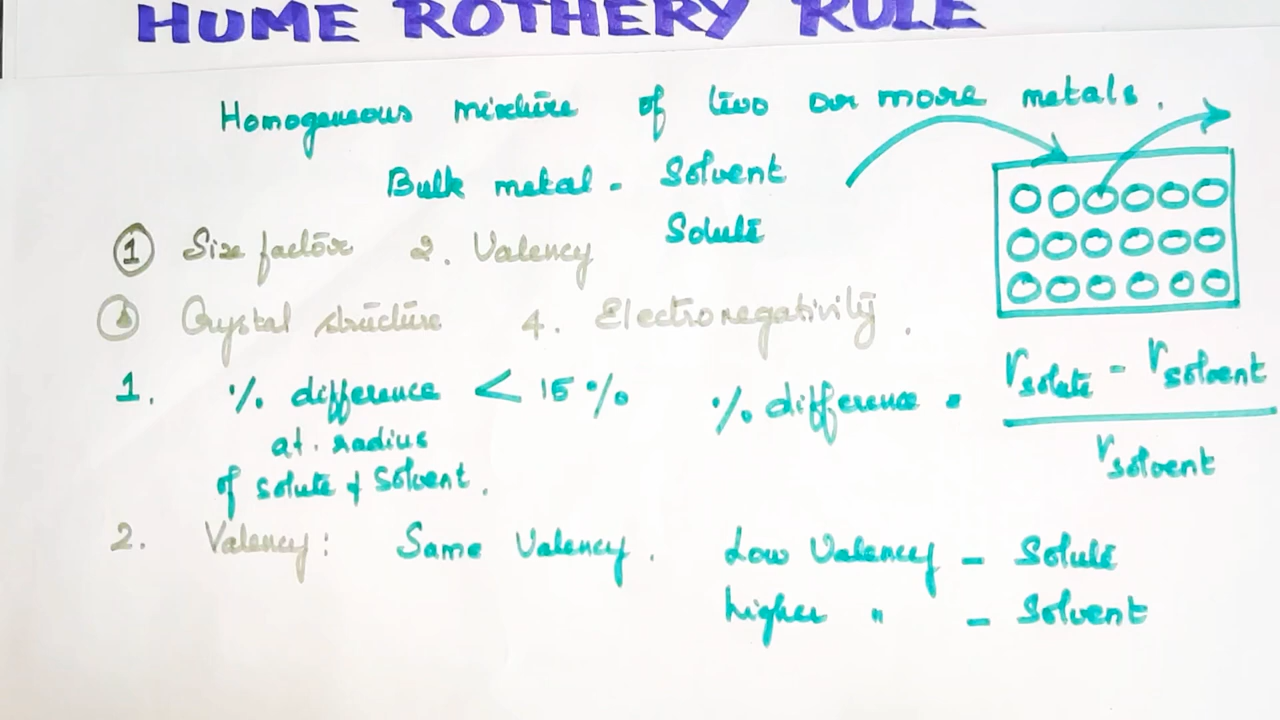 HUME ROTHERY RULE
Homogeneous mixture of two or more metals.
Bulk metal - Solvent
Solute
① Size factor 2. Valency
③ Crystal structure 4. Electronegativity.
1. % difference < 15% % difference = r solute - r solvent
r solvent
at. radius
of solute & solvent.
2. Valency: Same Valency. Low Valency - Solute
higher " - Solvent